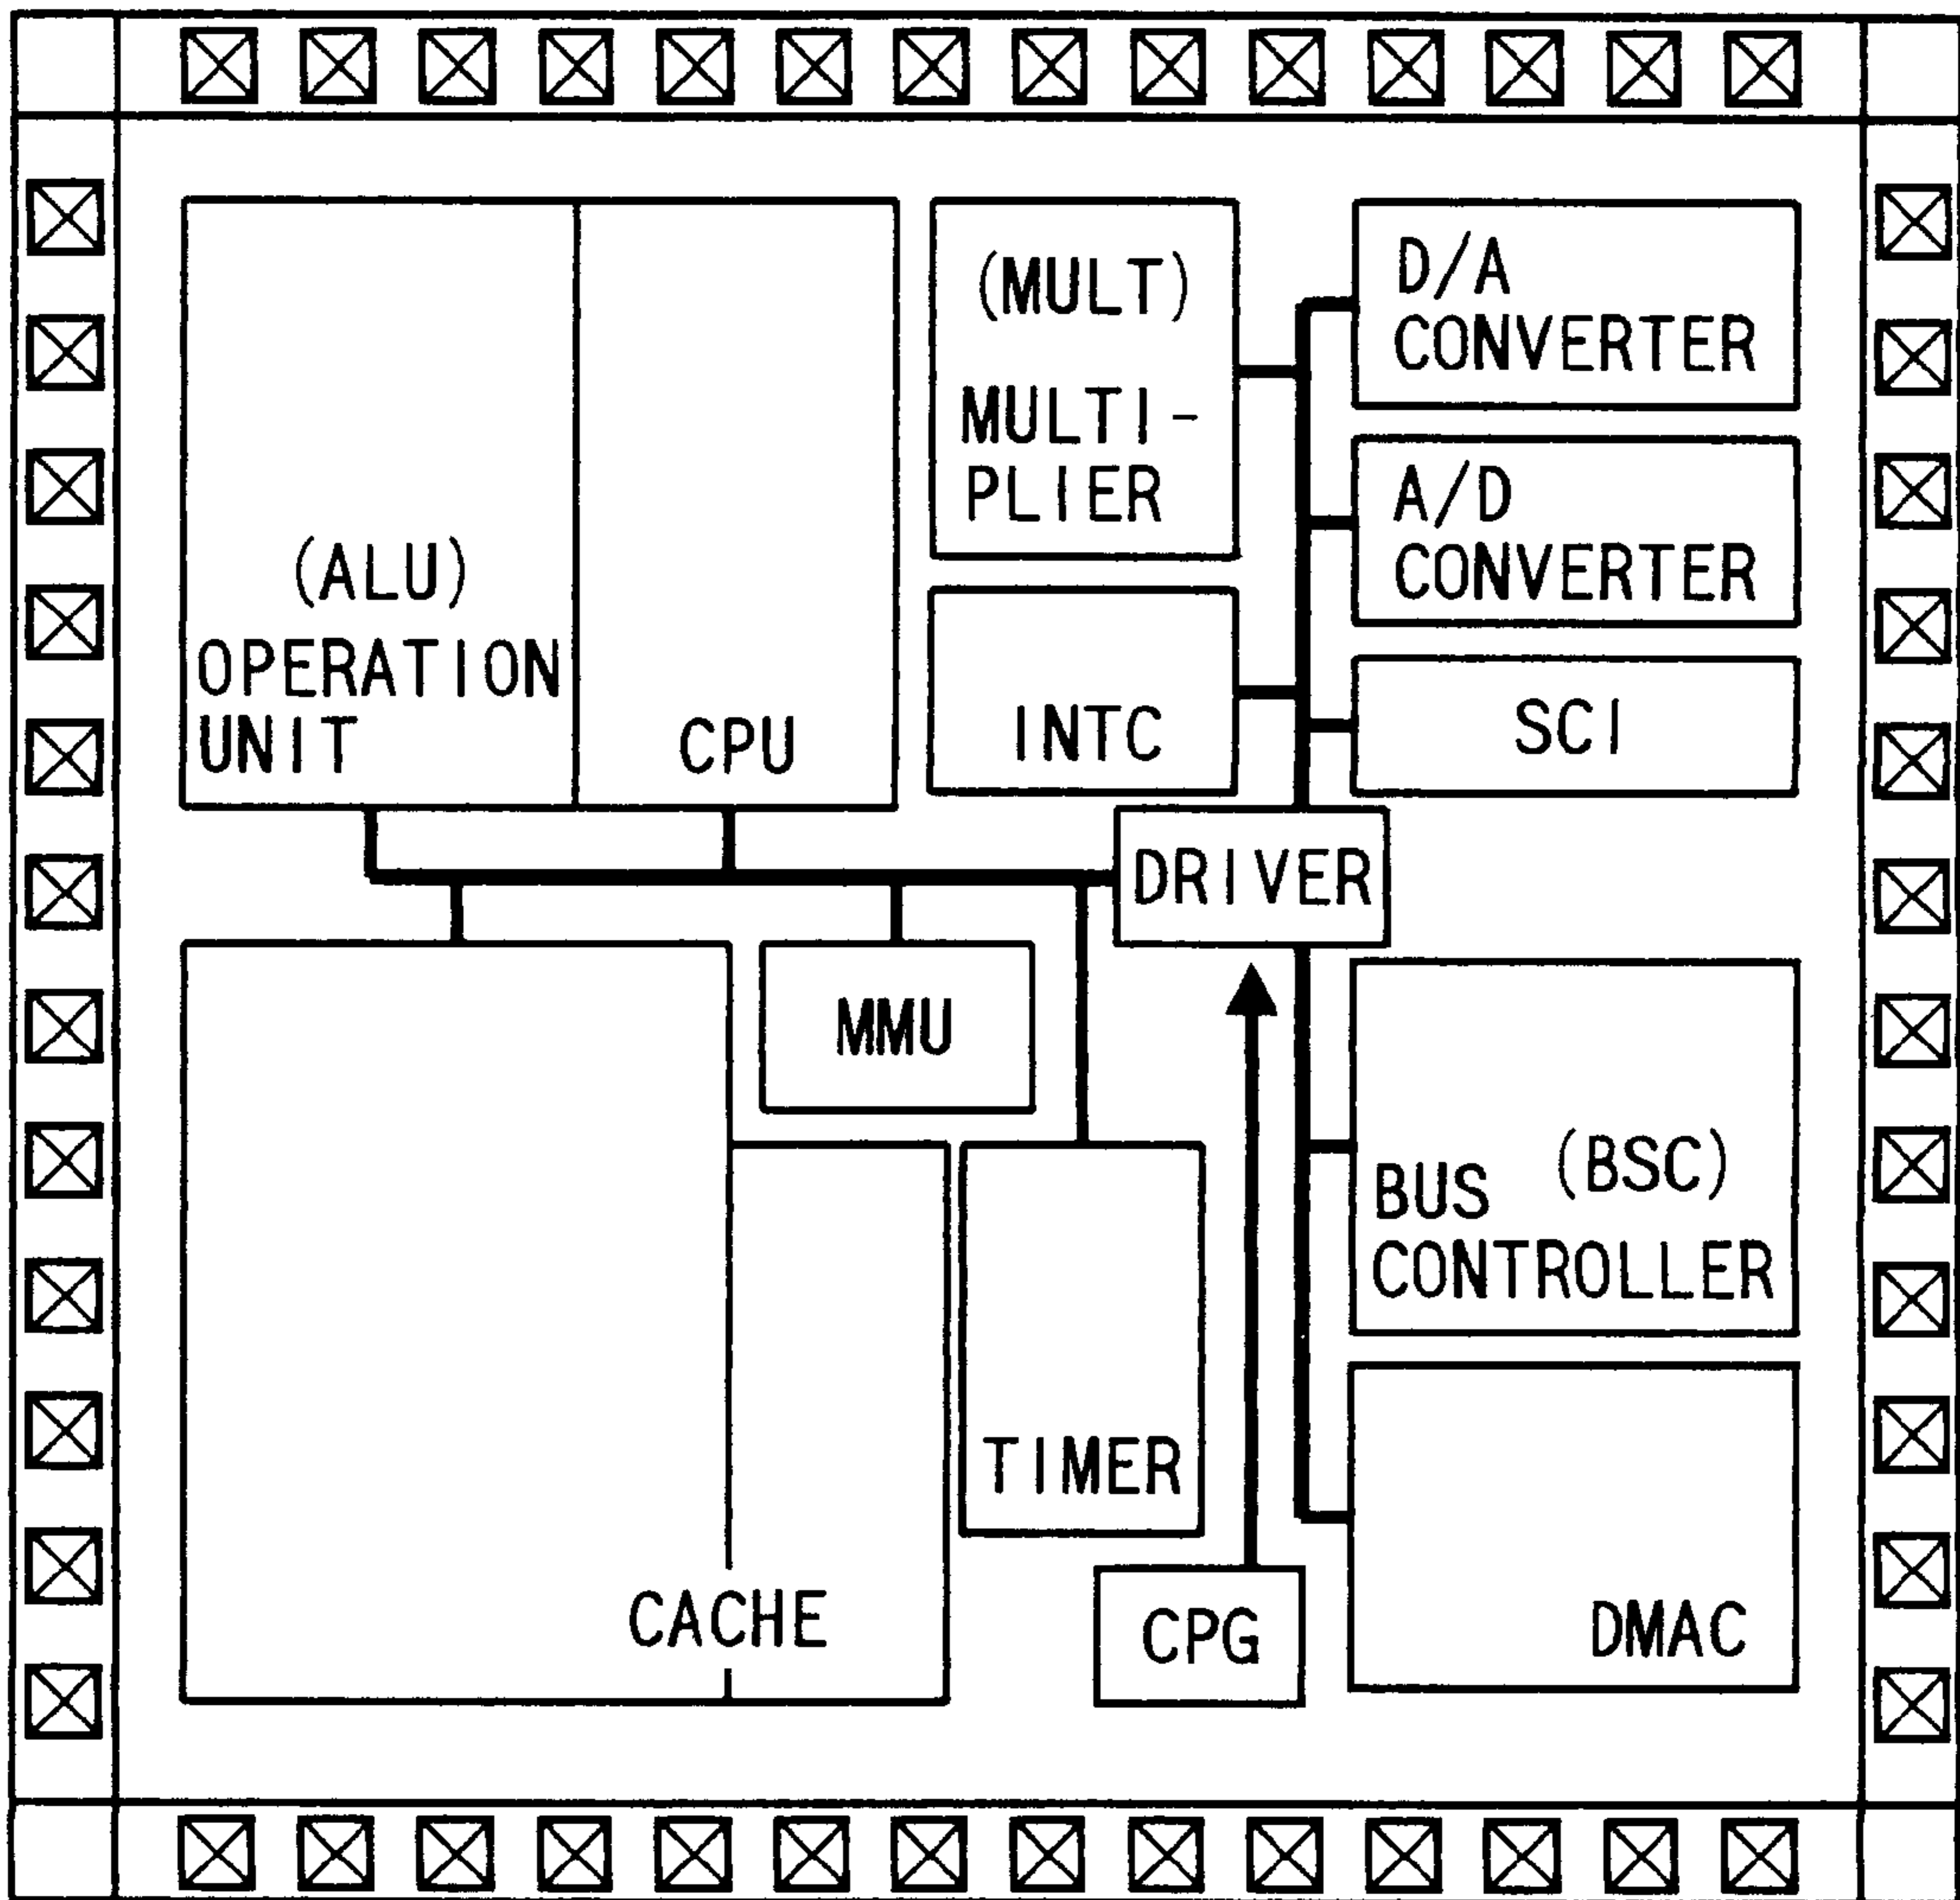 (ALU)
OPERATION
UNIT
CPU
(MULT)
MULTI-
PLIER
INTC
D/A
CONVERTER
A/D
CONVERTER
SCI
DRIVER
MMU
CACHE
TIMER
CPG
(BSC)
BUS
CONTROLLER
DMAC